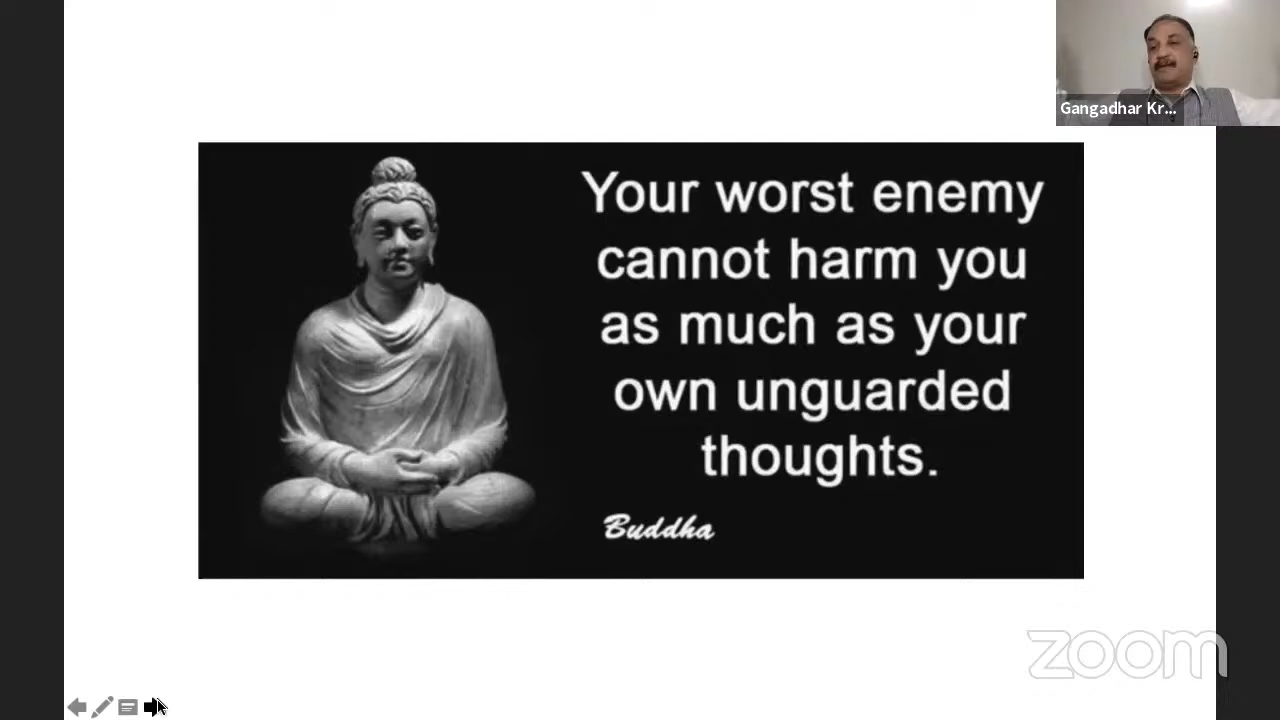 Gangadhar Kr...
Your worst enemy
cannot harm you
as much as your
own unguarded
thoughts.
Buddha
zoom